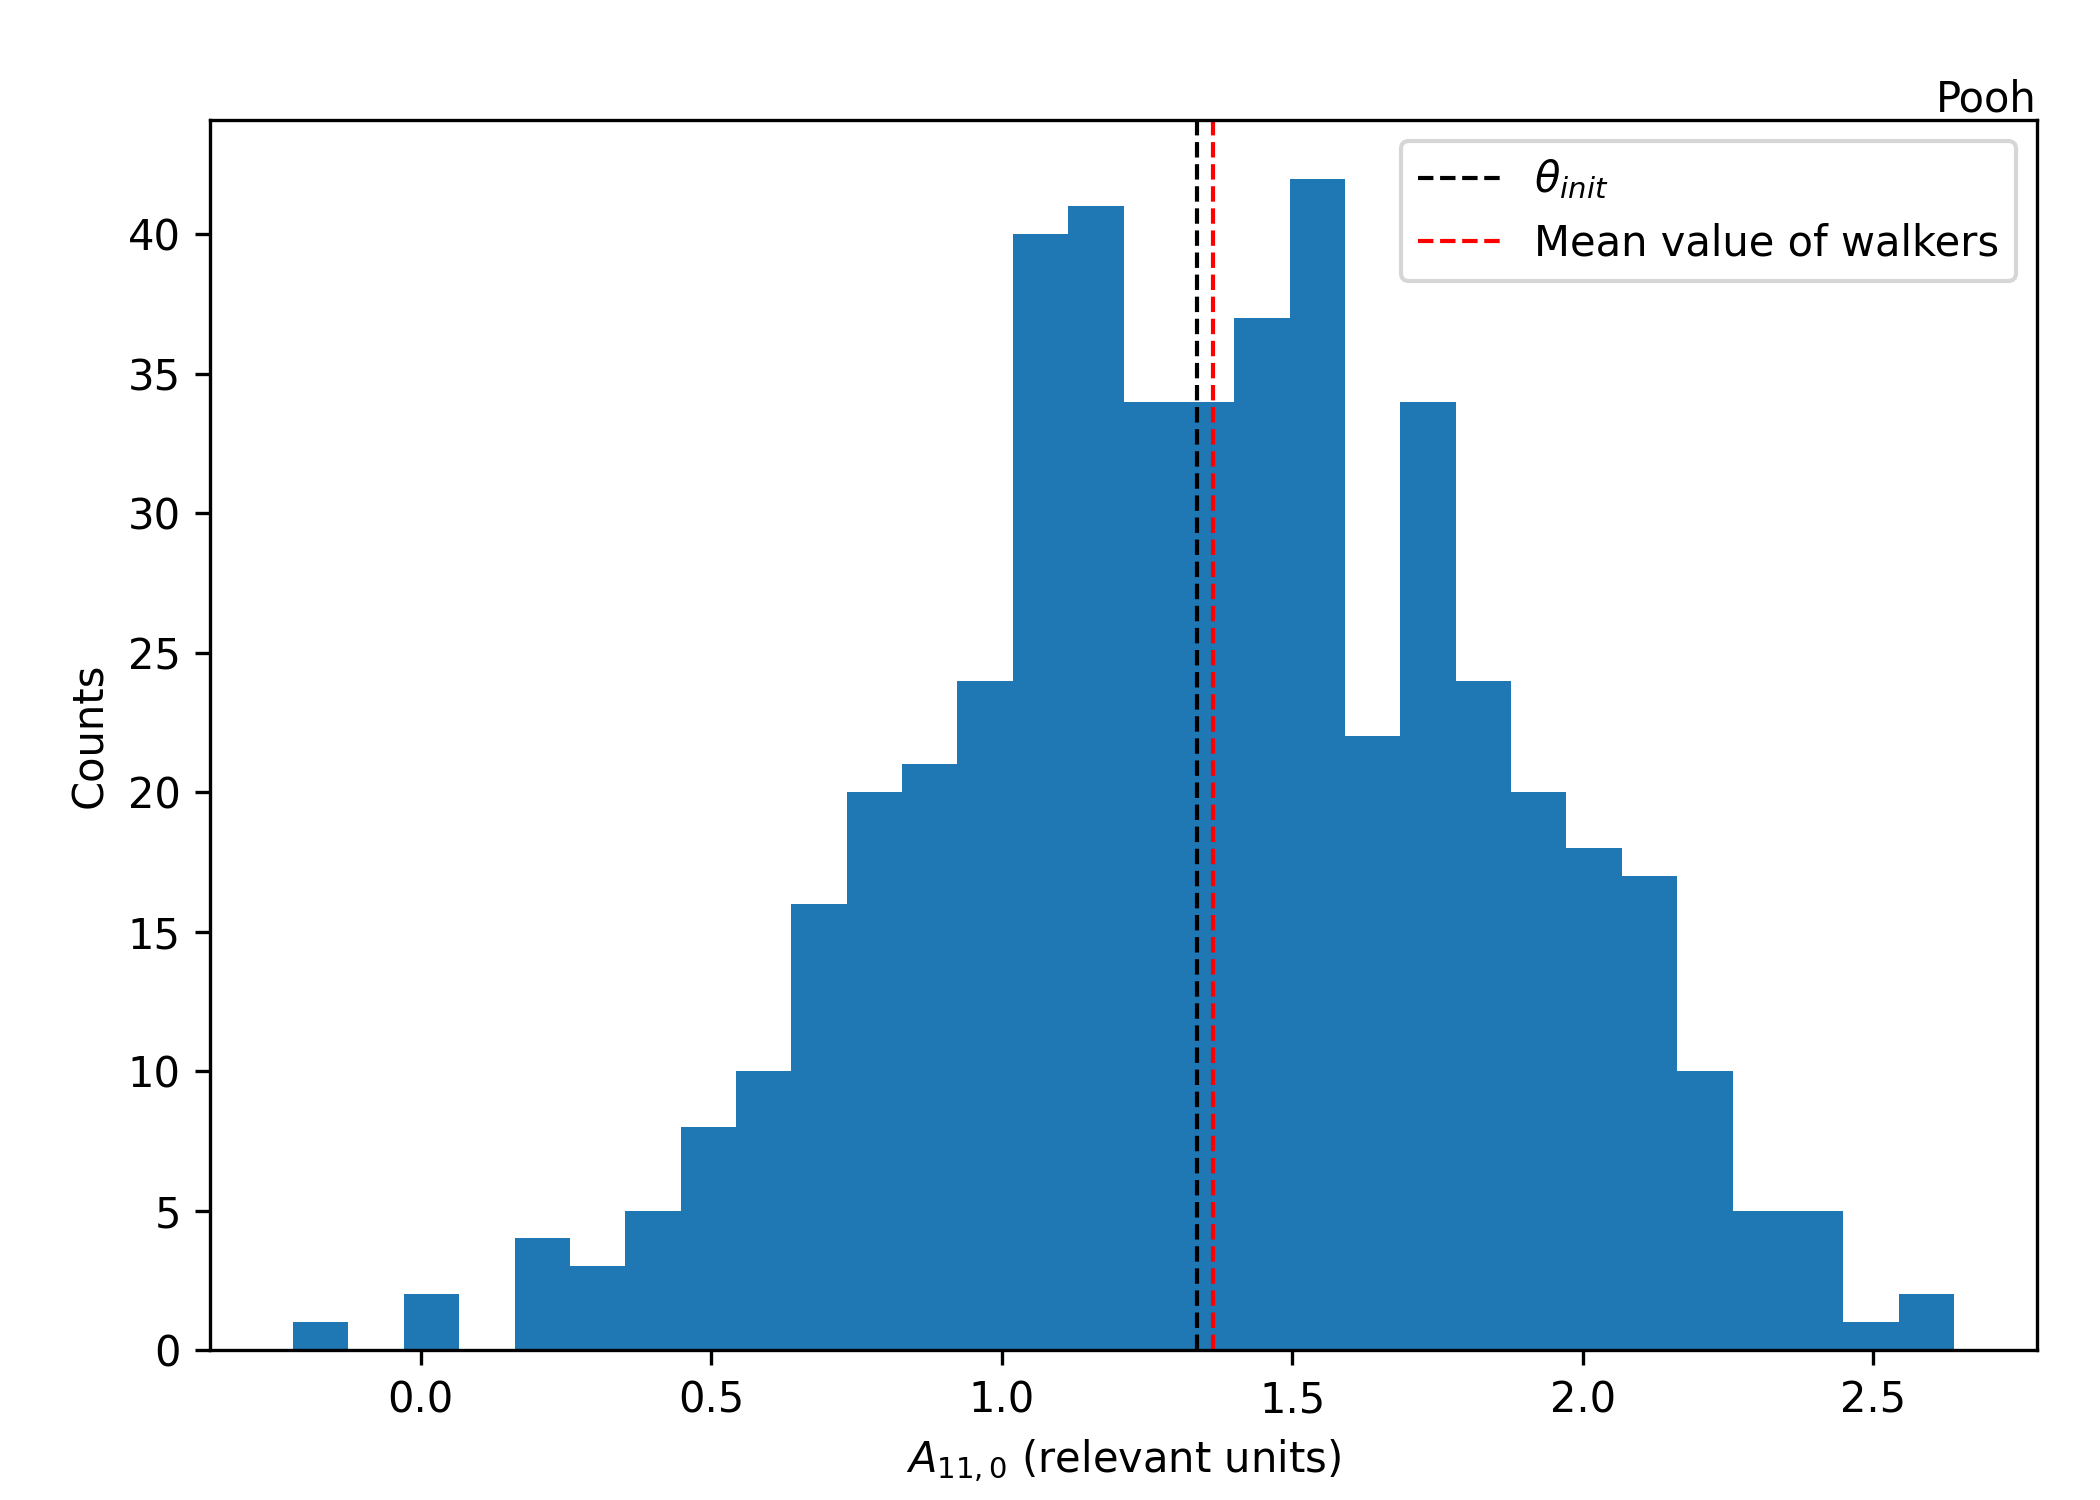 Pooh
θinit
Mean value of walkers
40
35
30
25
20
15
10
5
0
Counts
0.0 0.5 1.0 1.5 2.0 2.5
A11,0 (relevant units)